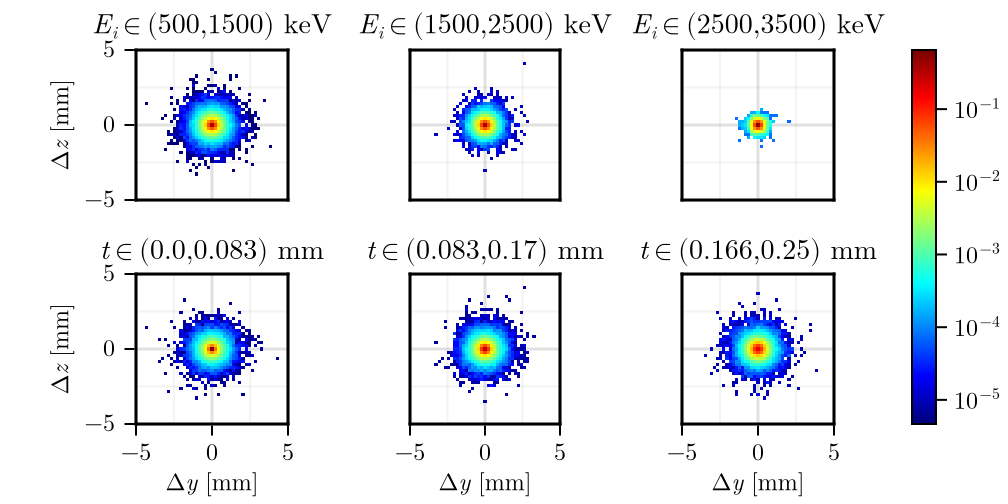 E_i ∈ (500,1500) keV
E_i ∈ (1500,2500) keV
E_i ∈ (2500,3500) keV
5
0
−5
Δz [mm]
10^−1
10^−2
10^−3
10^−4
10^−5
t ∈ (0.0,0.083) mm
t ∈ (0.083,0.17) mm
t ∈ (0.166,0.25) mm
5
0
−5
Δz [mm]
−5 0 5
−5 0 5
−5 0 5
Δy [mm]
Δy [mm]
Δy [mm]